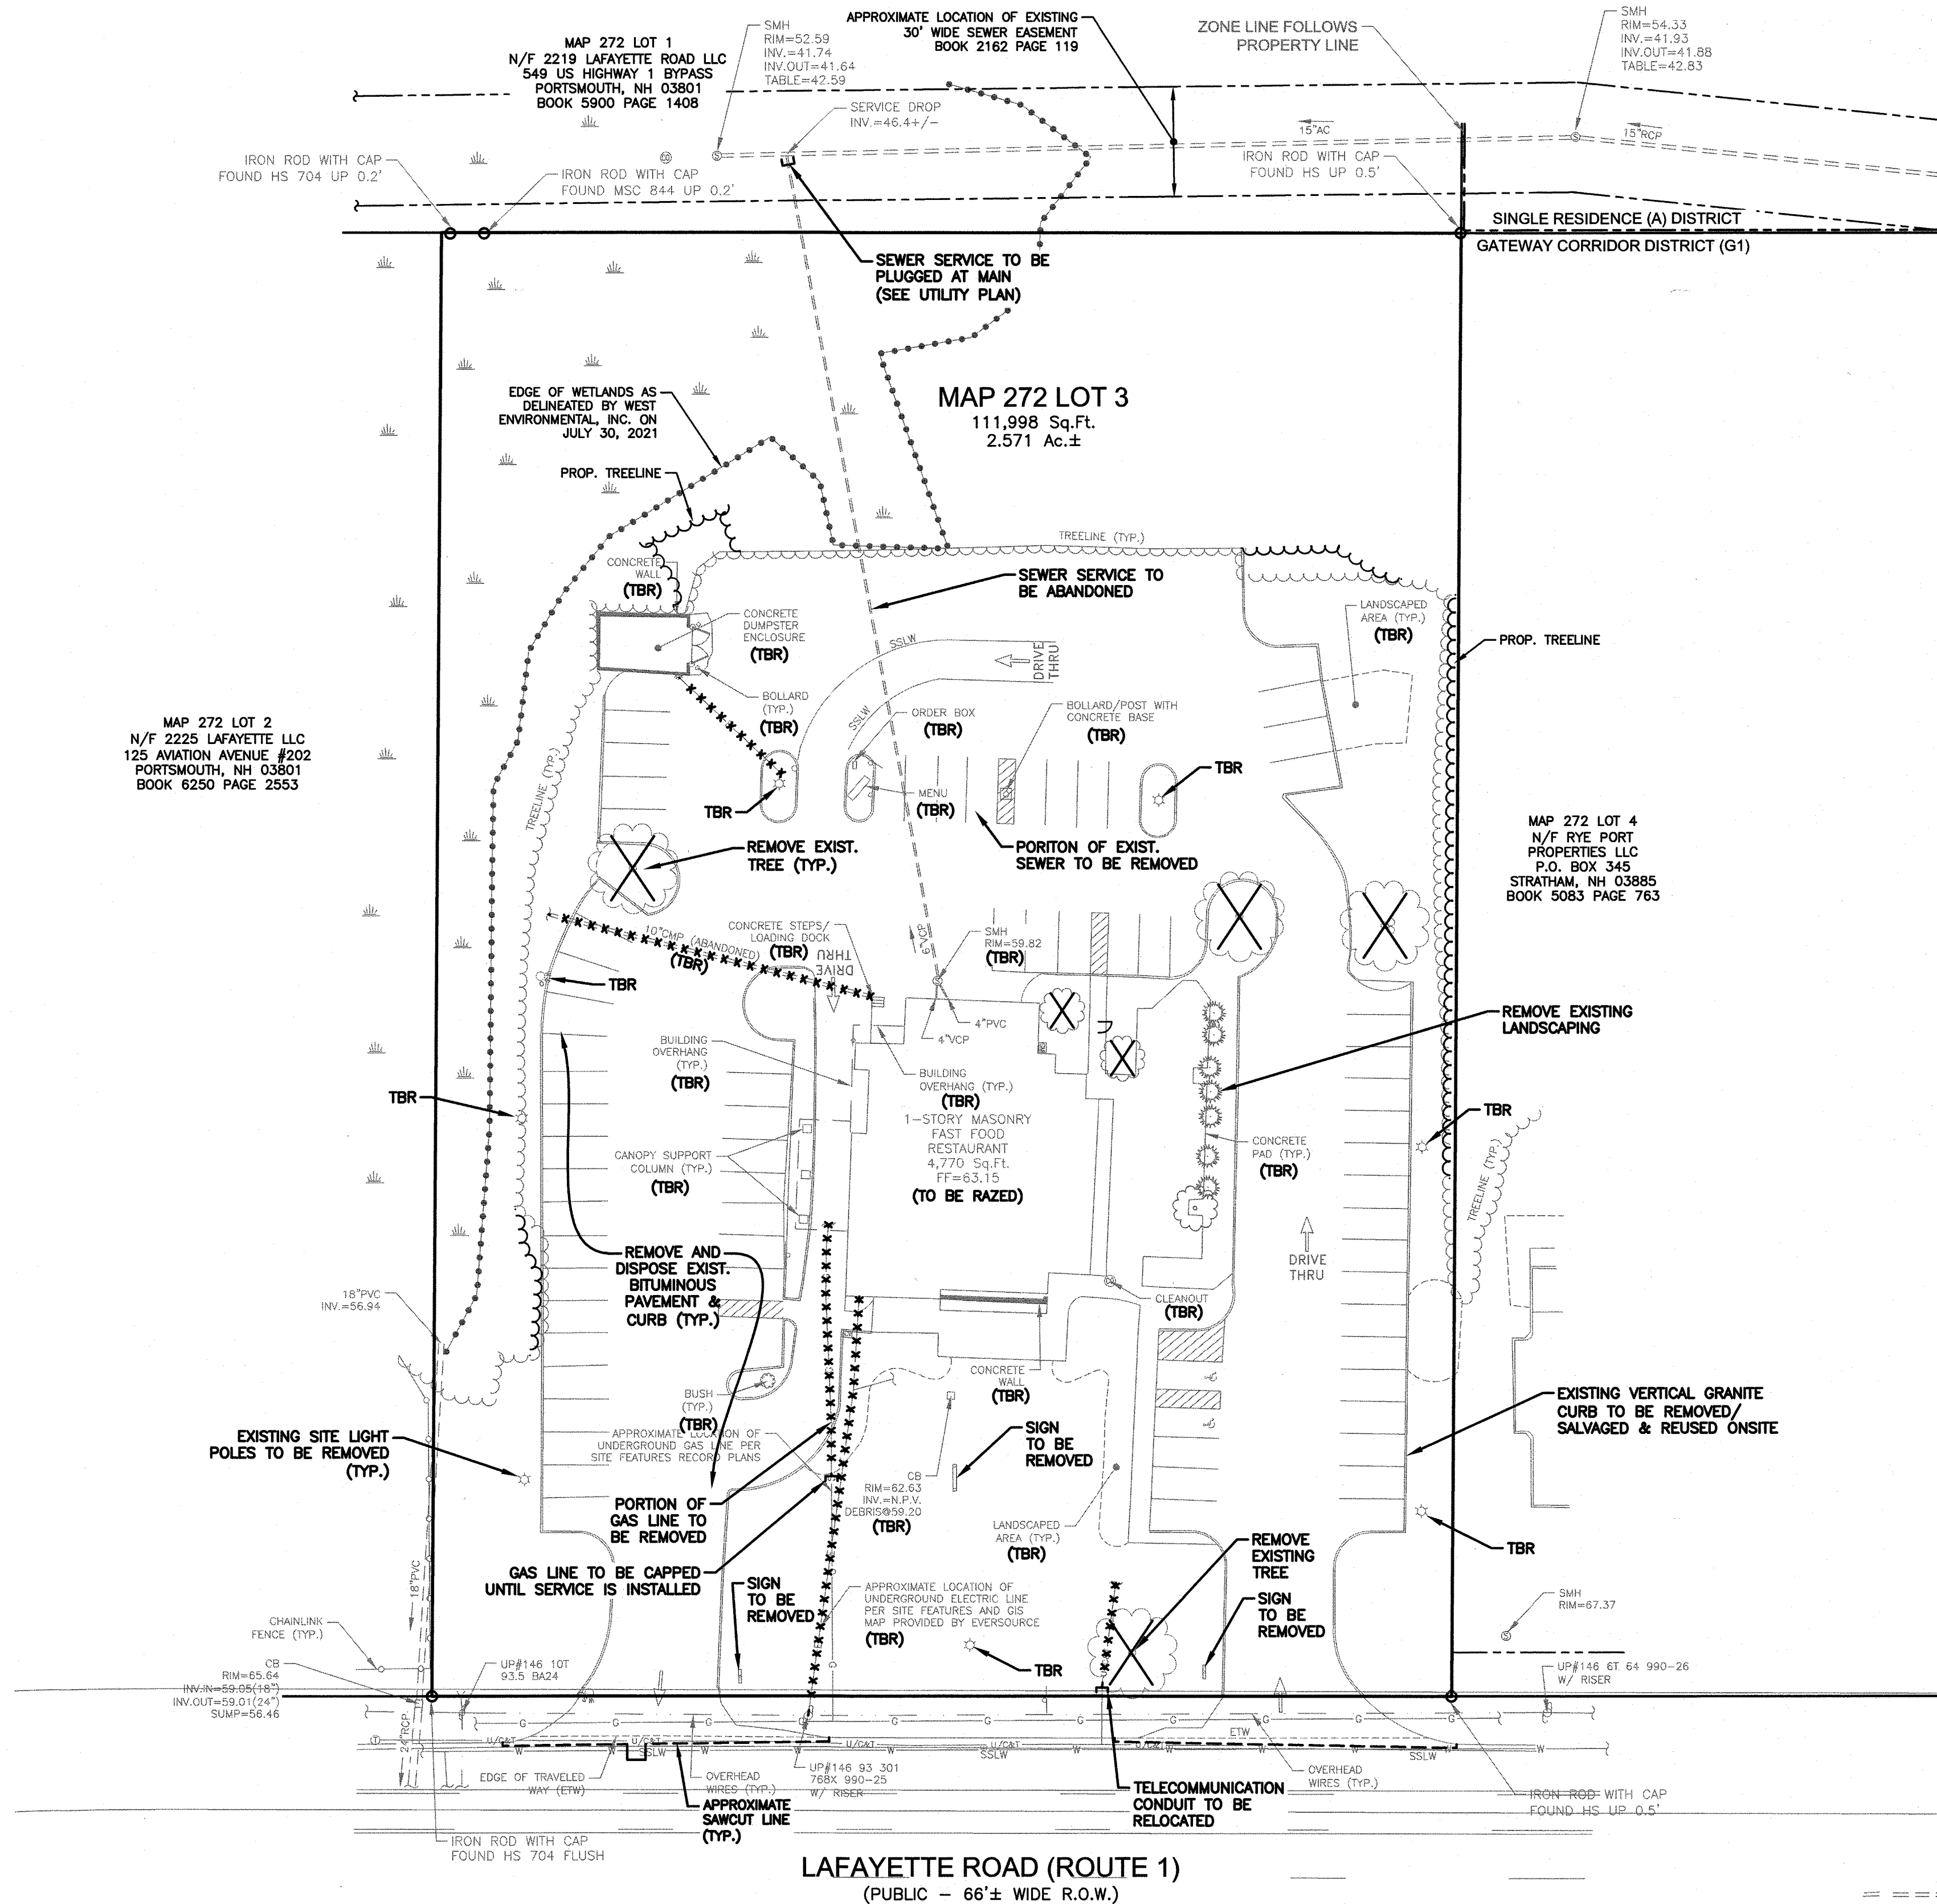 MAP 272 LOT 1
N/F 2219 LAFAYETTE ROAD LLC
549 US HIGHWAY 1 BYPASS
PORTSMOUTH, NH 03801
BOOK 5900 PAGE 1408
SMH
RIM=52.59
INV.=41.74
INV.OUT=41.64
TABLE=42.59
APPROXIMATE LOCATION OF EXISTING
30' WIDE SEWER EASEMENT
BOOK 2162 PAGE 119
ZONE LINE FOLLOWS
PROPERTY LINE
SMH
RIM=54.33
INV.=41.93
INV.OUT=41.88
TABLE=42.83
SERVICE DROP
INV.=46.4+/-
15"AC
15"RCP
IRON ROD WITH CAP
FOUND HS 704 UP 0.2'
IRON ROD WITH CAP
FOUND MSC 844 UP 0.2'
IRON ROD WITH CAP
FOUND HS UP 0.5'
SINGLE RESIDENCE (A) DISTRICT
GATEWAY CORRIDOR DISTRICT (G1)
SEWER SERVICE TO BE
PLUGGED AT MAIN
(SEE UTILITY PLAN)
EDGE OF WETLANDS AS
DELINEATED BY WEST
ENVIRONMENTAL, INC. ON
JULY 30, 2021
MAP 272 LOT 3
111,998 Sq.Ft.
2.571 Ac.±
PROP. TREELINE
TREELINE (TYP.)
CONCRETE
WALL
(TBR)
SEWER SERVICE TO
BE ABANDONED
CONCRETE
DUMPSTER
ENCLOSURE
(TBR)
LANDSCAPED
AREA (TYP.)
(TBR)
PROP. TREELINE
SSLW
DRIVE
THRU
BOLLARD
(TYP.)
(TBR)
SSLW
ORDER BOX
(TBR)
BOLLARD/POST WITH
CONCRETE BASE
(TBR)
MAP 272 LOT 2
N/F 2225 LAFAYETTE LLC
125 AVIATION AVENUE #202
PORTSMOUTH, NH 03801
BOOK 6250 PAGE 2553
TREELINE (TYP.)
TBR
MENU
(TBR)
TBR
REMOVE EXIST.
TREE (TYP.)
PORITON OF EXIST.
SEWER TO BE REMOVED
MAP 272 LOT 4
N/F RYE PORT
PROPERTIES LLC
P.O. BOX 345
STRATHAM, NH 03885
BOOK 5083 PAGE 763
10"CMP (ABANDONED)
(TBR)
CONCRETE STEPS/
LOADING DOCK
(TBR)
DRIVE
THRU
6"VCP
SMH
RIM=59.82
(TBR)
TBR
4"PVC
4"VCP
REMOVE EXISTING
LANDSCAPING
BUILDING
OVERHANG
(TYP.)
(TBR)
BUILDING
OVERHANG (TYP.)
(TBR)
TBR
TBR
1-STORY MASONRY
FAST FOOD
RESTAURANT
4,770 Sq.Ft.
FF=63.15
(TO BE RAZED)
CANOPY SUPPORT
COLUMN (TYP.)
(TBR)
CONCRETE
PAD (TYP.)
(TBR)
TREELINE (TYP.)
REMOVE AND
DISPOSE EXIST.
BITUMINOUS
PAVEMENT &
CURB (TYP.)
DRIVE
THRU
18"PVC
INV.=56.94
CLEANOUT
(TBR)
BUSH
(TYP.)
(TBR)
CONCRETE
WALL
(TBR)
EXISTING VERTICAL GRANITE
CURB TO BE REMOVED/
SALVAGED & REUSED ONSITE
EXISTING SITE LIGHT
POLES TO BE REMOVED
(TYP.)
APPROXIMATE LOCATION OF
UNDERGROUND GAS LINE PER
SITE FEATURES RECORD PLANS
SIGN
TO BE
REMOVED
CB
RIM=62.63
INV.=N.P.V.
DEBRIS@59.20
(TBR)
PORTION OF
GAS LINE TO
BE REMOVED
LANDSCAPED
AREA (TYP.)
(TBR)
REMOVE
EXISTING
TREE
TBR
GAS LINE TO BE CAPPED
UNTIL SERVICE IS INSTALLED
SIGN
TO BE
REMOVED
APPROXIMATE LOCATION OF
UNDERGROUND ELECTRIC LINE
PER SITE FEATURES AND GIS
MAP PROVIDED BY EVERSOURCE
(TBR)
SIGN
TO BE
REMOVED
SMH
RIM=67.37
18"PVC
CHAINLINK
FENCE (TYP.)
TBR
CB
RIM=65.64
INV.IN=59.05(18")
INV.OUT=59.01(24")
SUMP=56.46
UP#146 10T
93.5 BA24
UP#146 6T 64 990-26
W/ RISER
G G G G G G G G G
24"RCP
U/C&T U/C&T U/C&T U/C&T U/C&T
ETW
W W W W W W W W
SSLW SSLW SSLW
EDGE OF TRAVELED
WAY (ETW)
OVERHEAD
WIRES (TYP.)
UP#146 93 301
768X 990-25
W/ RISER
OVERHEAD
WIRES (TYP.)
APPROXIMATE
SAWCUT LINE
(TYP.)
TELECOMMUNICATION
CONDUIT TO BE
RELOCATED
IRON ROD WITH CAP
FOUND HS UP 0.5'
IRON ROD WITH CAP
FOUND HS 704 FLUSH
LAFAYETTE ROAD (ROUTE 1)
(PUBLIC - 66'± WIDE R.O.W.)